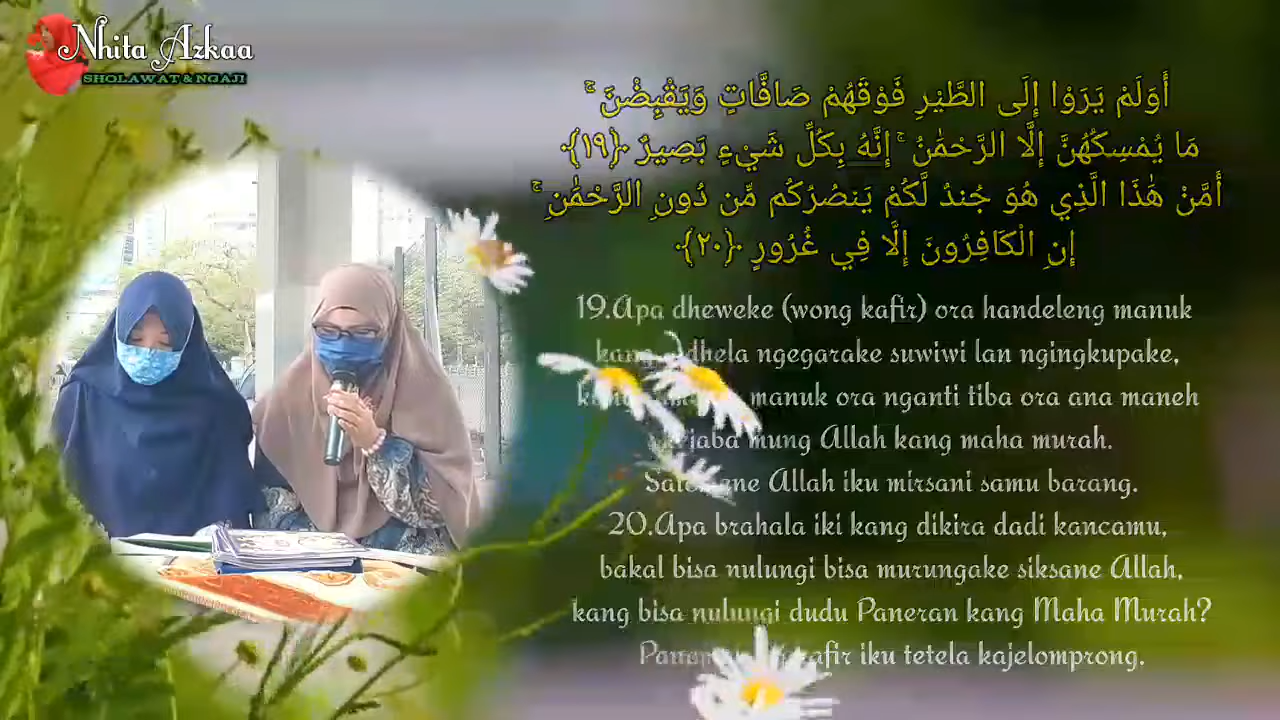 Nhita Azkaa
SHOLAWAT & NGAJI
أَوَلَمْ يَرَوْا إِلَى الطَّيْرِ فَوْقَهُمْ صَافَّاتٍ وَيَقْبِضْنَ ۚ
مَا يُمْسِكُهُنَّ إِلَّا الرَّحْمَٰنُ ۚ إِنَّهُ بِكُلِّ شَيْءٍ بَصِيرٌ ﴿١٩﴾
أَمَّنْ هَٰذَا الَّذِي هُوَ جُندٌ لَّكُمْ يَنصُرُكُم مِّن دُونِ الرَّحْمَٰنِ ۚ
إِنِ الْكَافِرُونَ إِلَّا فِي غُرُورٍ ﴿٢٠﴾
19.Apa dheweke (wong kafir) ora handeleng manuk
ngegarake suwiwi lan ngingkupake,
manuk ora nganti tiba ora ana maneh
mung Allah kang maha murah.
Allah iku mirsani samu barang.
20.Apa brahala iki kang dikira dadi kancamu,
bakal bisa nulungi bisa murungake siksane Allah,
kang bisa nulungi dudu Paneran kang Maha Murah?
kafir iku tetela kajelomprong.